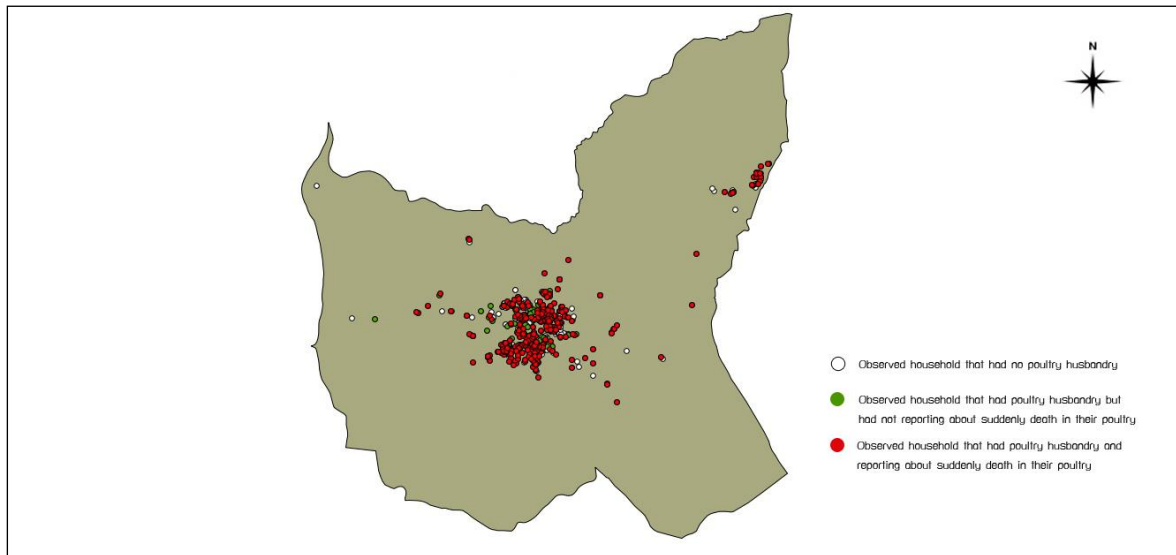 N
Observed household that had no poultry husbandry
Observed household that had poultry husbandry but
had not reporting about suddenly death in their poultry
Observed household that had poultry husbandry and
reporting about suddenly death in their poultry